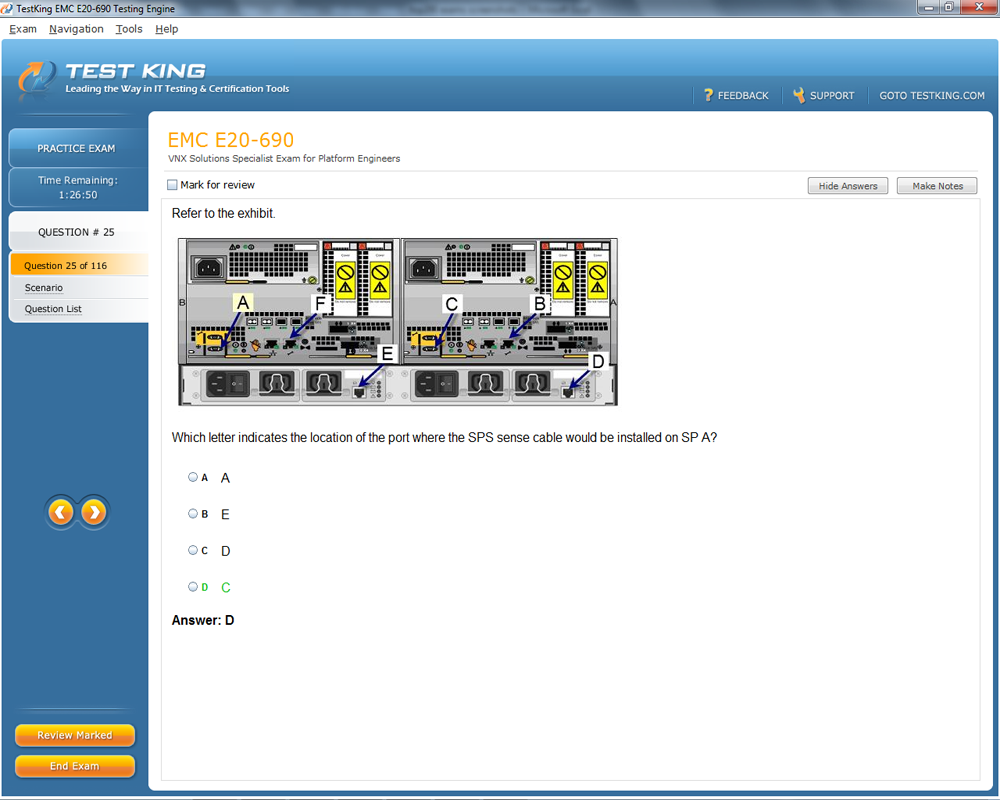 TestKing EMC E20-690 Testing Engine
Exam Navigation Tools Help
TEST KING
Leading the Way in IT Testing & Certification Tools
? FEEDBACK SUPPORT GOTO TESTKING.COM
PRACTICE EXAM
Time Remaining:
1:26:50
QUESTION # 25
Question 25 of 116
Scenario
Question List
EMC E20-690
VNX Solutions Specialist Exam for Platform Engineers
Mark for review
Hide Answers Make Notes
Refer to the exhibit.
B A F C B A
E D
Which letter indicates the location of the port where the SPS sense cable would be installed on SP A?
A A
B E
C D
D C
Answer: D
Review Marked
End Exam